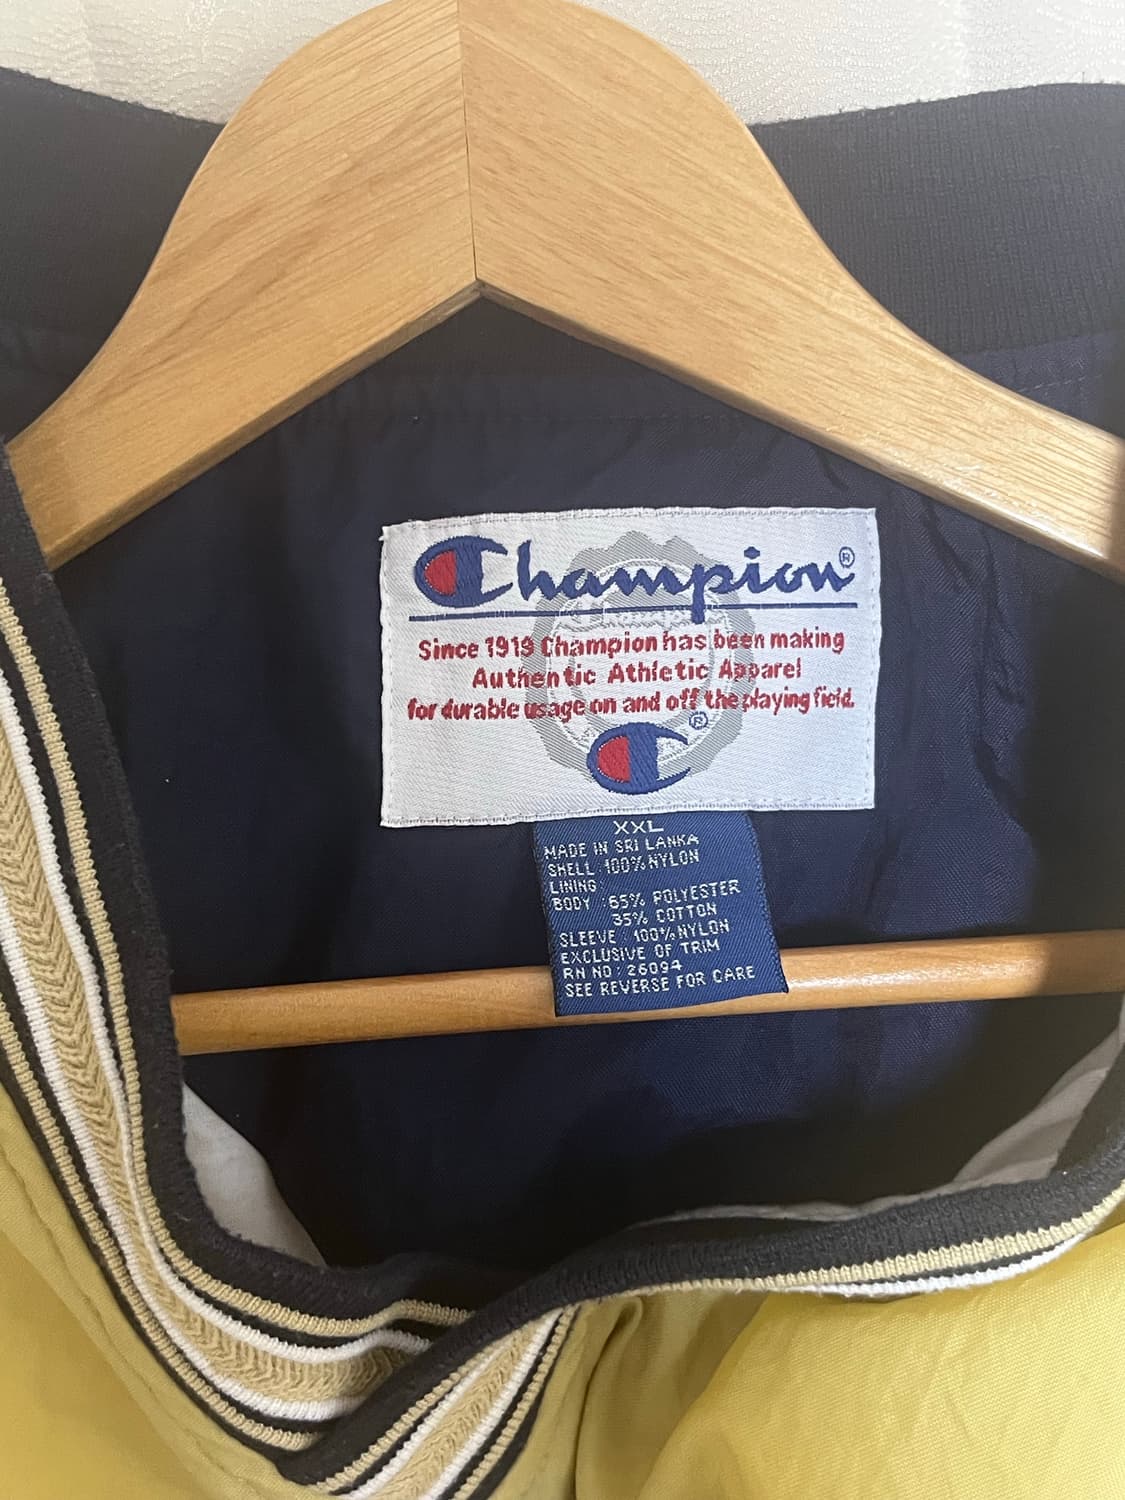 Champion®
Champion
Since 1919 Champion has been making
Authentic Athletic Apparel
for durable usage on and off the playing field.
®
XXL
MADE IN SRI LANKA
SHELL 100% NYLON
LINING
BODY : 65% POLYESTER
35% COTTON
SLEEVE 100% NYLON
EXCLUSIVE OF TRIM
RN NO: 26094
SEE REVERSE FOR CARE